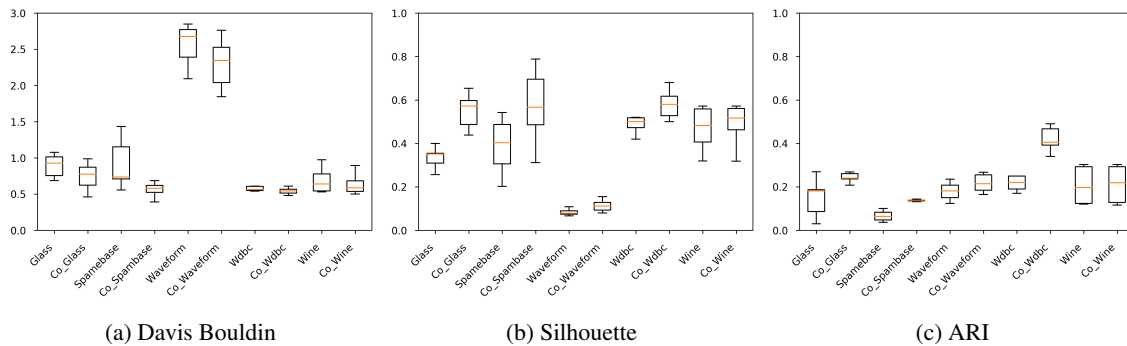 3.0
2.5
2.0
1.5
1.0
0.5
0.0
Glass
Co_Glass
Spamebase
Co_Spambase
Waveform
Co_Waveform
Wdbc
Co_Wdbc
Wine
Co_Wine
(a) Davis Bouldin
1.0
0.8
0.6
0.4
0.2
0.0
Glass
Co_Glass
Spamebase
Co_Spambase
Waveform
Co_Waveform
Wdbc
Co_Wdbc
Wine
Co_Wine
(b) Silhouette
1.0
0.8
0.6
0.4
0.2
0.0
Glass
Co_Glass
Spamebase
Co_Spambase
Waveform
Co_Waveform
Wdbc
Co_Wdbc
Wine
Co_Wine
(c) ARI